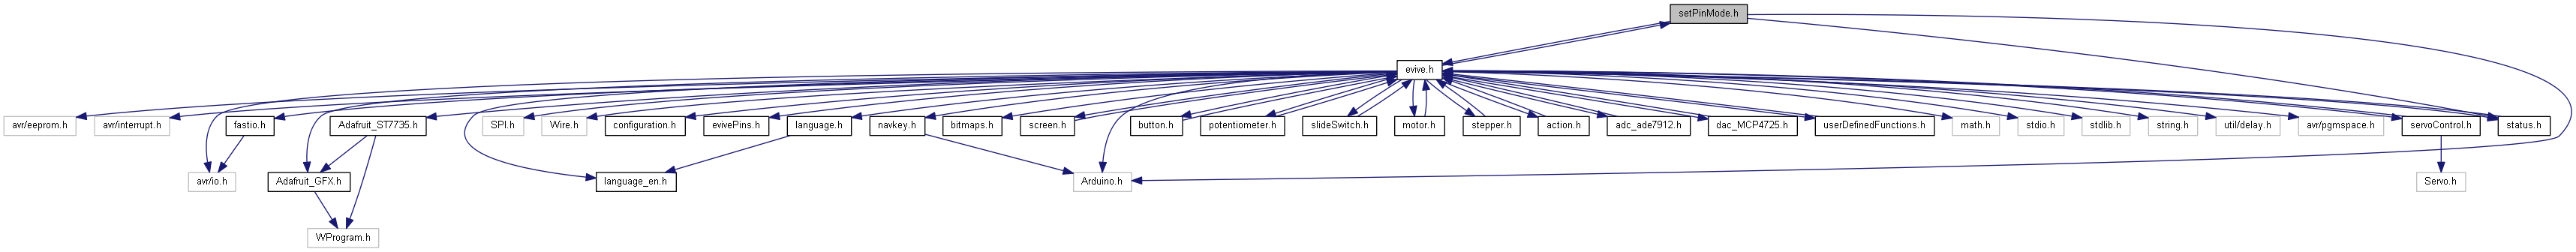 setPinMode.h
evive.h
avr/eeprom.h
avr/interrupt.h
fastio.h
Adafruit_ST7735.h
SPI.h
Wire.h
configuration.h
evivePins.h
language.h
navkey.h
bitmaps.h
screen.h
button.h
potentiometer.h
slideSwitch.h
motor.h
stepper.h
action.h
adc_ade7912.h
dac_MCP4725.h
userDefinedFunctions.h
math.h
stdio.h
stdlib.h
string.h
util/delay.h
avr/pgmspace.h
servoControl.h
status.h
avr/io.h
Adafruit_GFX.h
language_en.h
Arduino.h
Servo.h
WProgram.h